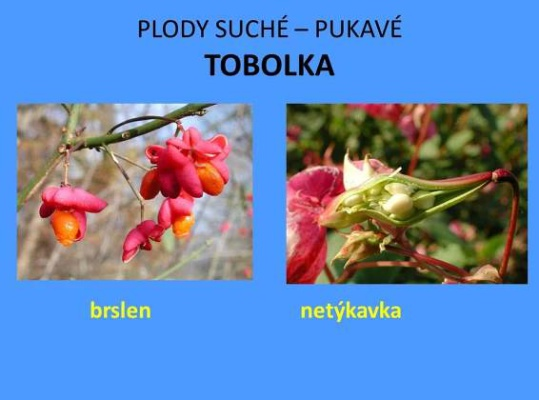 PLODY SUCHÉ – PUKAVÉ
TOBOLKA
brslen
netýkavka